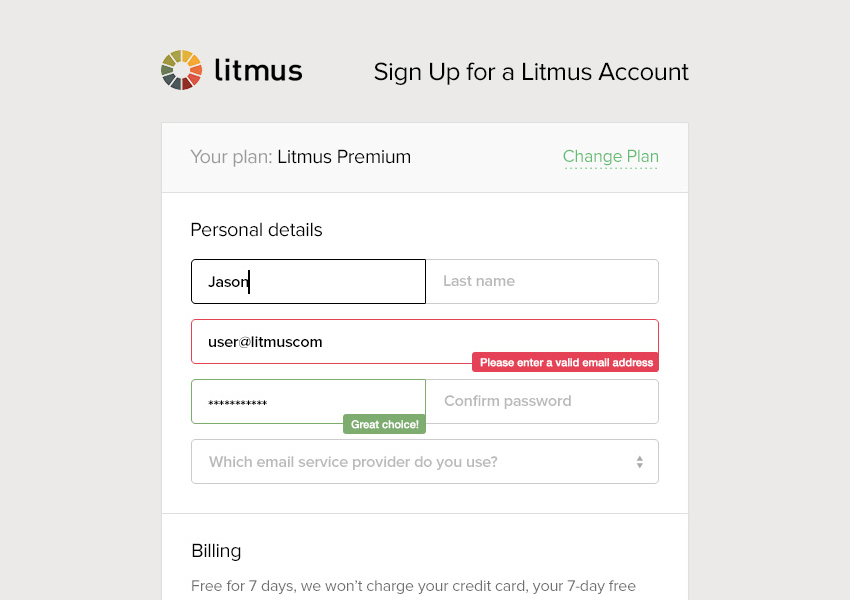 litmus
Sign Up for a Litmus Account
Your plan: Litmus Premium
Change Plan
Personal details
Jason
Last name
user@litmuscom
Please enter a valid email address
***********
Confirm password
Great choice!
Which email service provider do you use?
Billing
Free for 7 days, we won’t charge your credit card, your 7-day free